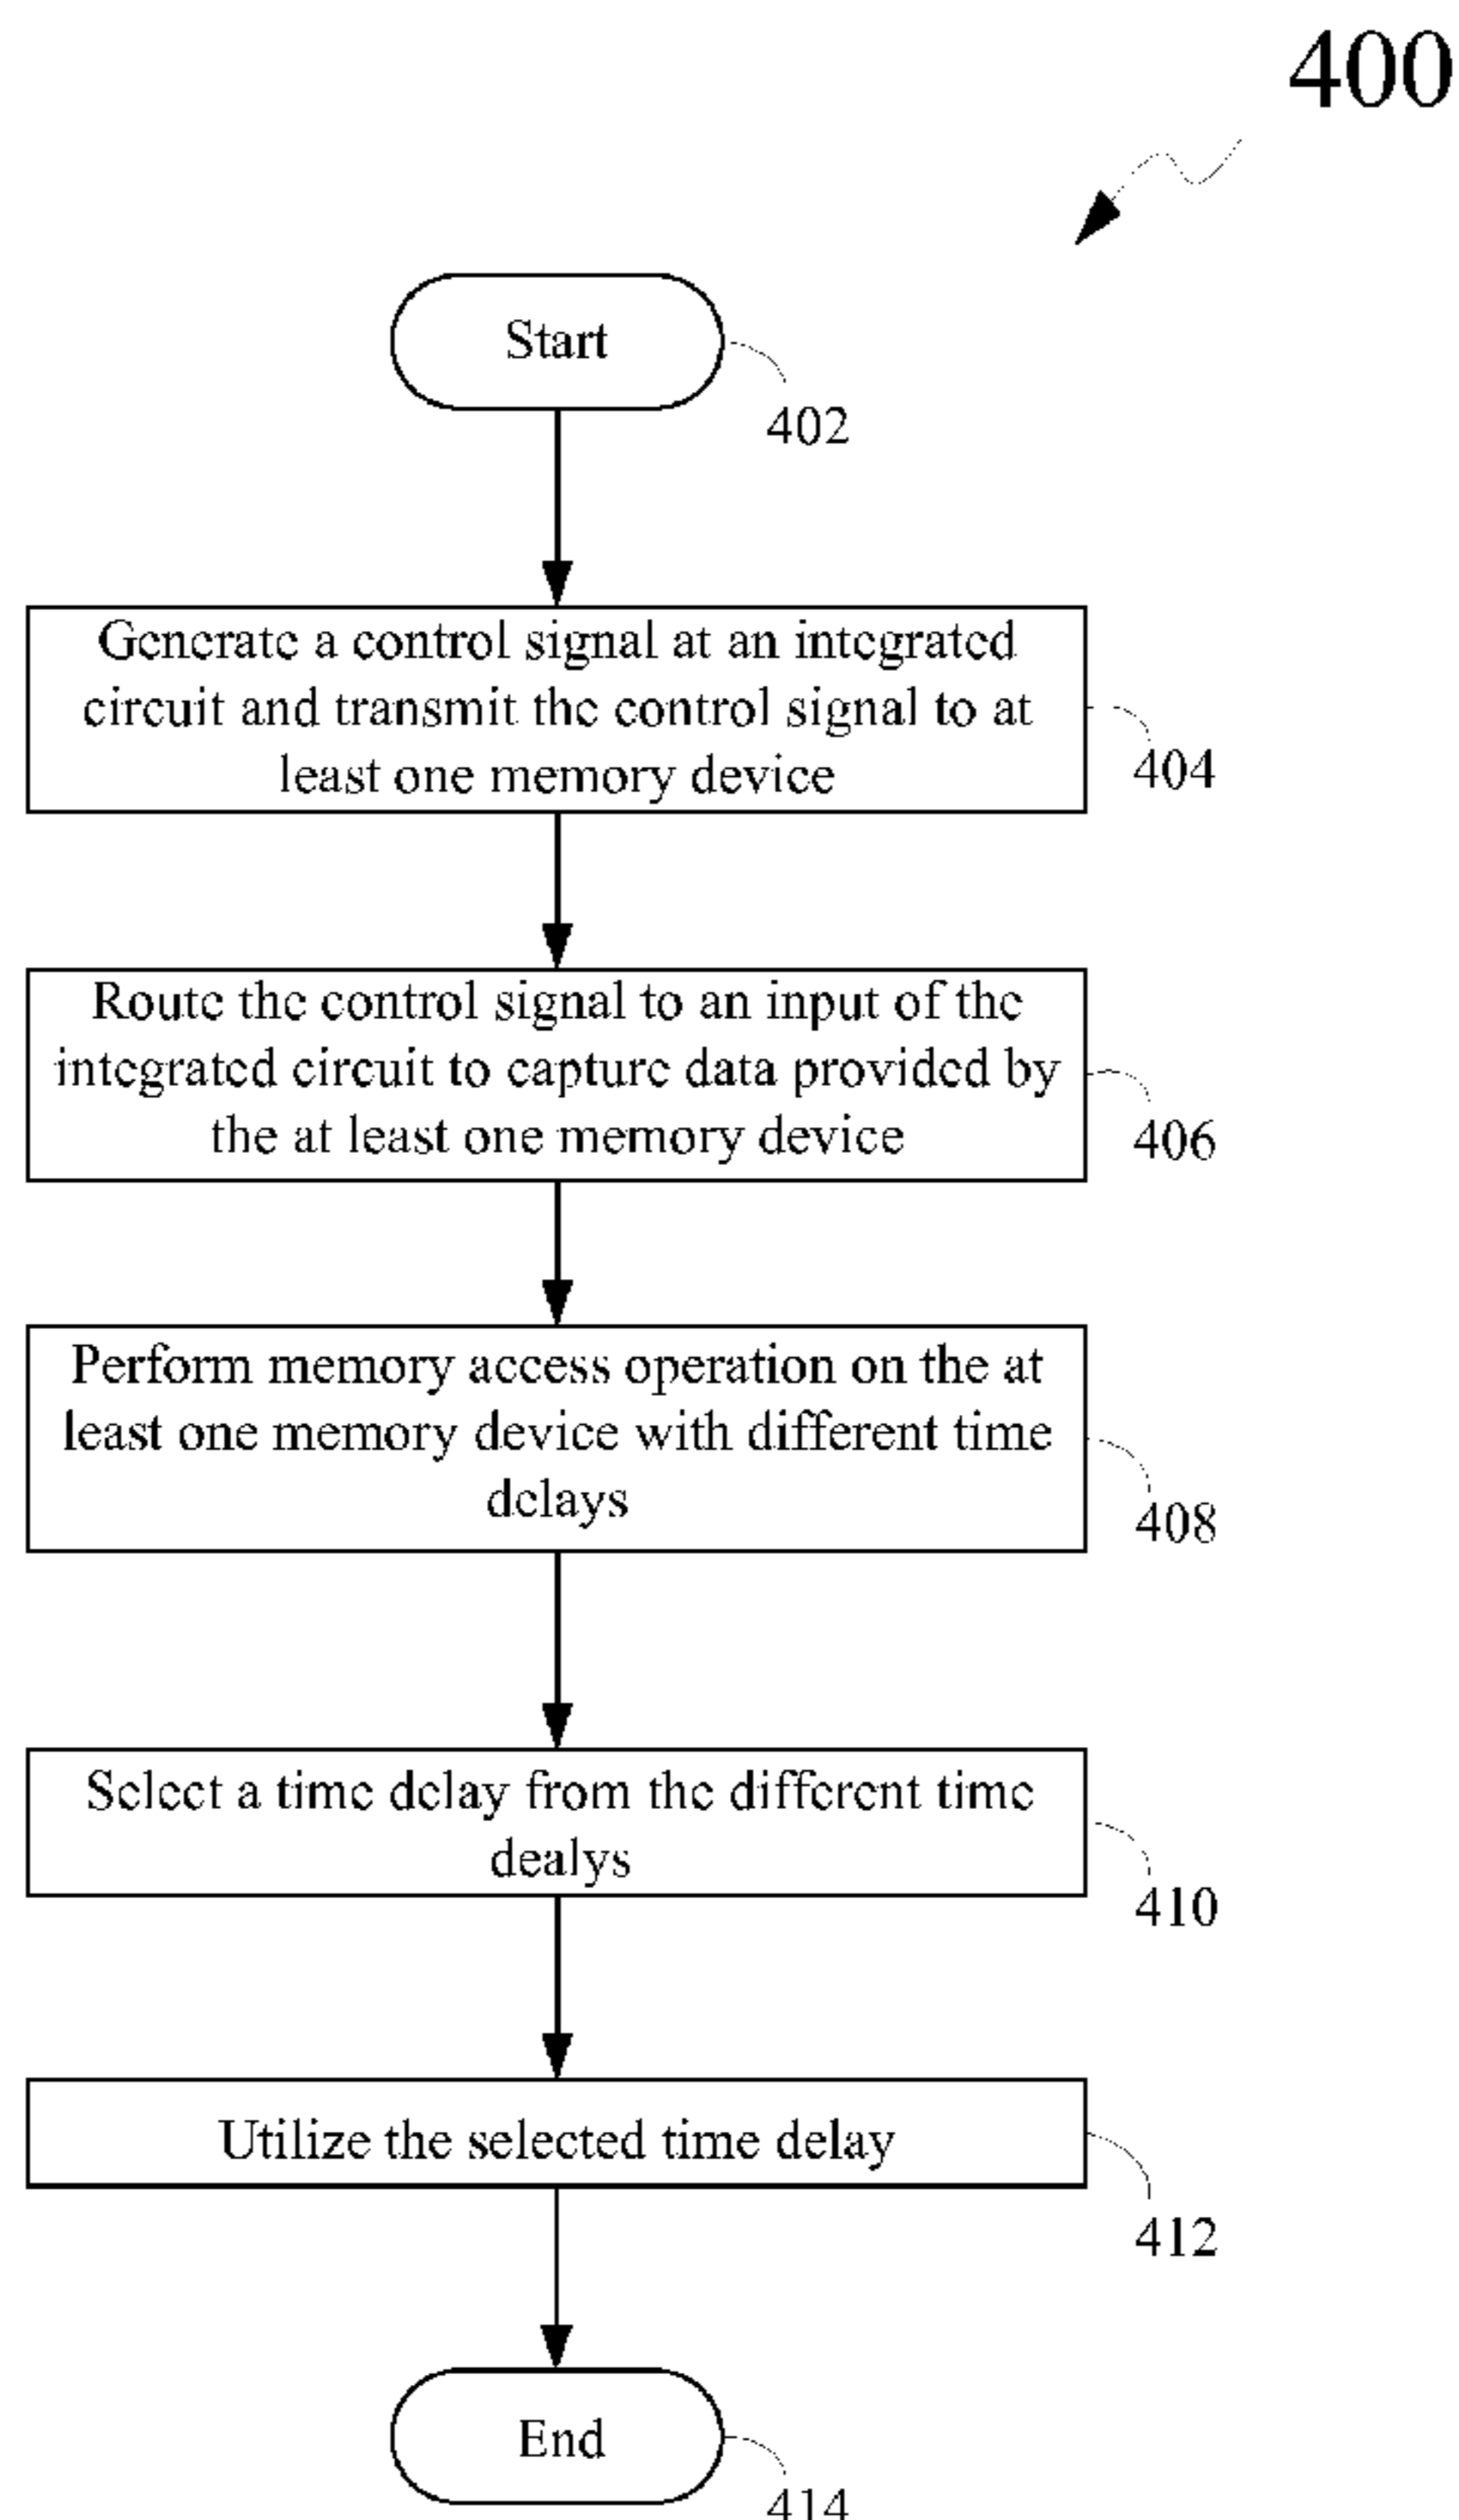 400
Start
402
Generate a control signal at an integrated
circuit and transmit the control signal to at
least one memory device
404
Route the control signal to an input of the
integrated circuit to capture data provided by
the at least one memory device
406
Perform memory access operation on the at
least one memory device with different time
delays
408
Select a time delay from the different time
dealys
410
Utilize the selected time delay
412
End
414